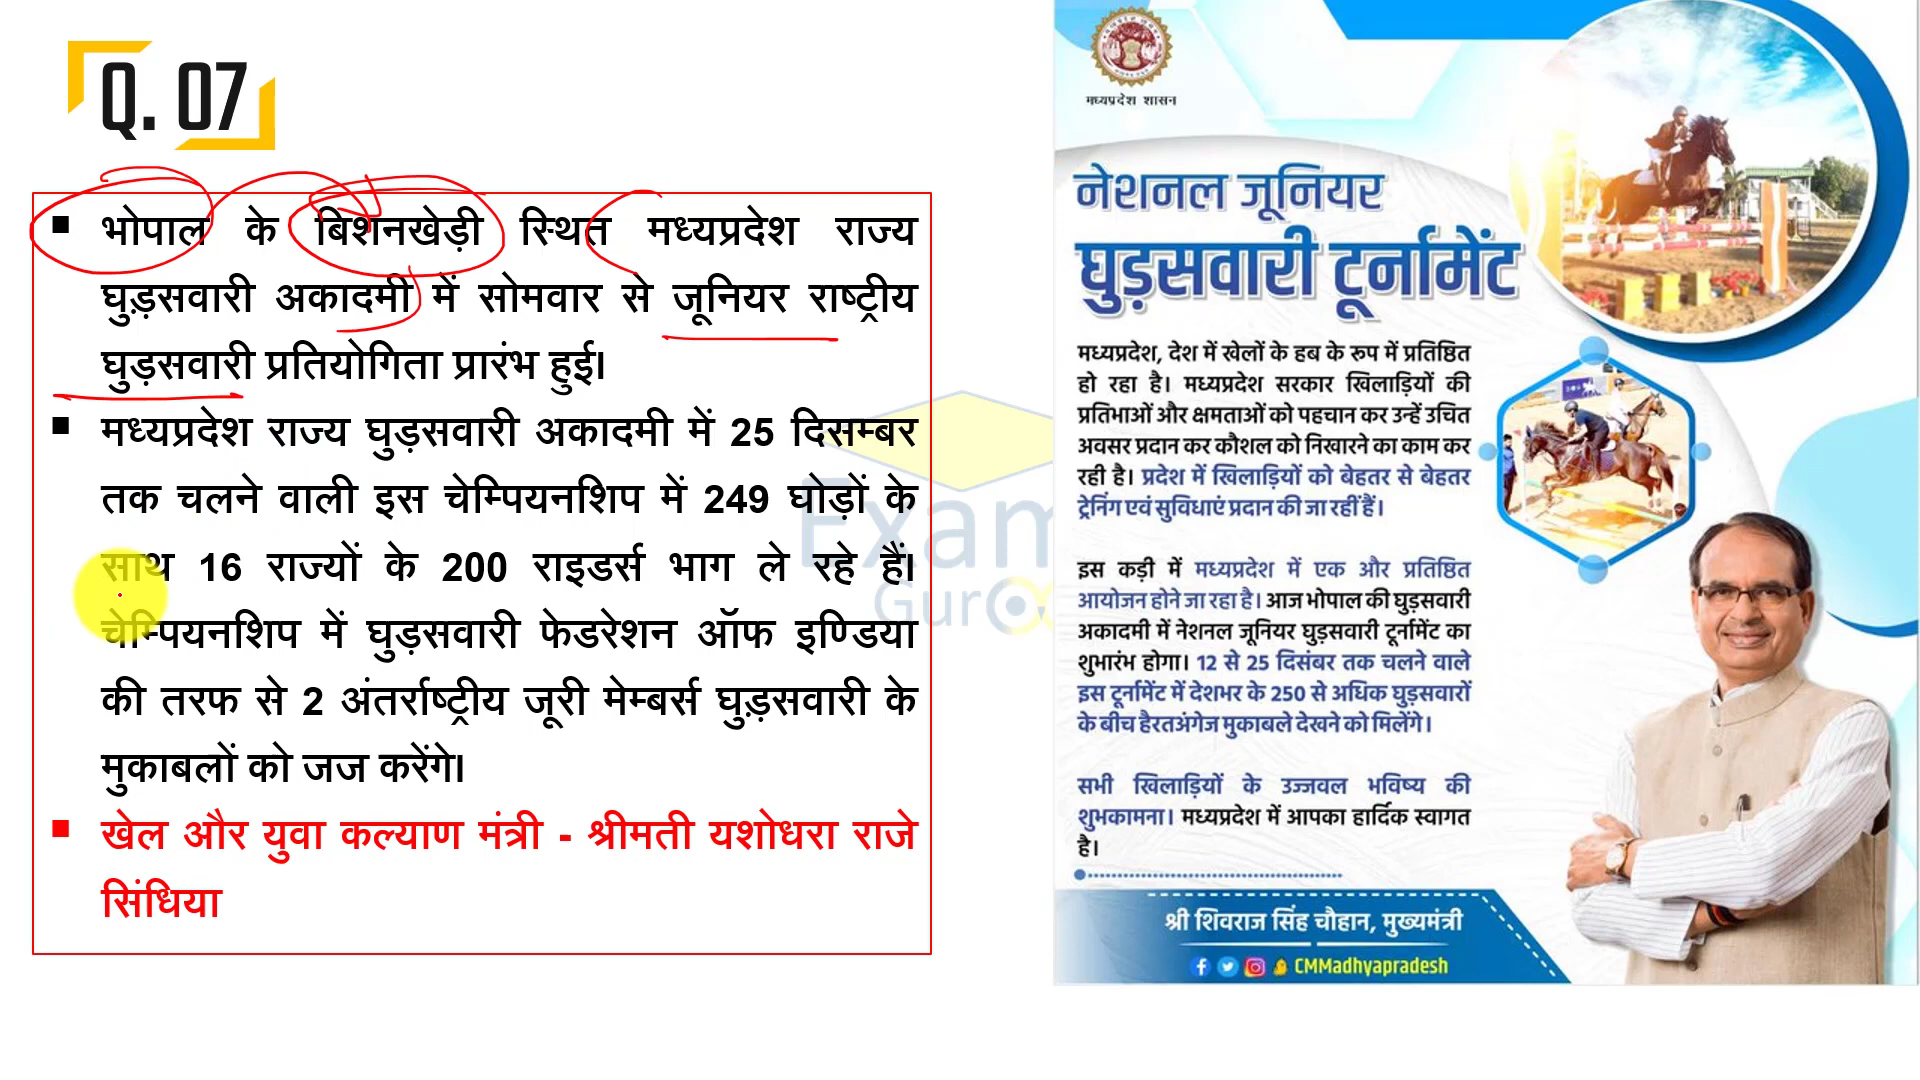 Q. 07
भोपाल के बिशनखेड़ी स्थित मध्यप्रदेश राज्य
घुड़सवारी अकादमी में सोमवार से जूनियर राष्ट्रीय
घुड़सवारी प्रतियोगिता प्रारंभ हुई।
मध्यप्रदेश राज्य घुड़सवारी अकादमी में 25 दिसम्बर
तक चलने वाली इस चेम्पियनशिप में 249 घोड़ों के
साथ 16 राज्यों के 200 राइडर्स भाग ले रहे हैं।
चेम्पियनशिप में घुड़सवारी फेडरेशन ऑफ इण्डिया
की तरफ से 2 अंतर्राष्ट्रीय जूरी मेम्बर्स घुड़सवारी के
मुकाबलों को जज करेंगे।
खेल और युवा कल्याण मंत्री - श्रीमती यशोधरा राजे
सिंधिया
Exam
Gur
मध्यप्रदेश शासन
नेशनल जूनियर
घुड़सवारी टूर्नामेंट
मध्यप्रदेश, देश में खेलों के हब के रूप में प्रतिष्ठित
हो रहा है। मध्यप्रदेश सरकार खिलाड़ियों की
प्रतिभाओं और क्षमताओं को पहचान कर उन्हें उचित
अवसर प्रदान कर कौशल को निखारने का काम कर
रही है। प्रदेश में खिलाड़ियों को बेहतर से बेहतर
ट्रेनिंग एवं सुविधाएं प्रदान की जा रहीं हैं।
इस कड़ी में मध्यप्रदेश में एक और प्रतिष्ठित
आयोजन होने जा रहा है। आज भोपाल की घुड़सवारी
अकादमी में नेशनल जूनियर घुड़सवारी टूर्नामेंट का
शुभारंभ होगा। 12 से 25 दिसंबर तक चलने वाले
इस टूर्नामेंट में देशभर के 250 से अधिक घुड़सवारों
के बीच हैरतअंगेज मुकाबले देखने को मिलेंगे।
सभी खिलाड़ियों के उज्जवल भविष्य की
शुभकामना। मध्यप्रदेश में आपका हार्दिक स्वागत
है।
श्री शिवराज सिंह चौहान, मुख्यमंत्री
CMMadhyapradesh